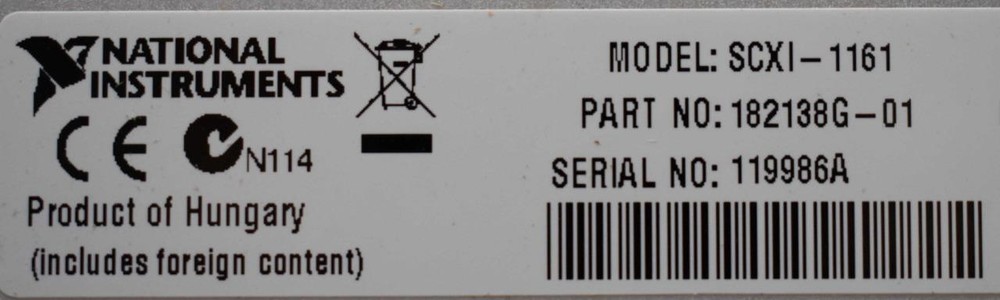 NATIONAL
INSTRUMENTS
CE N114
Product of Hungary
(includes foreign content)
MODEL: SCXI-1161
PART NO: 182138G-01
SERIAL NO: 119986A